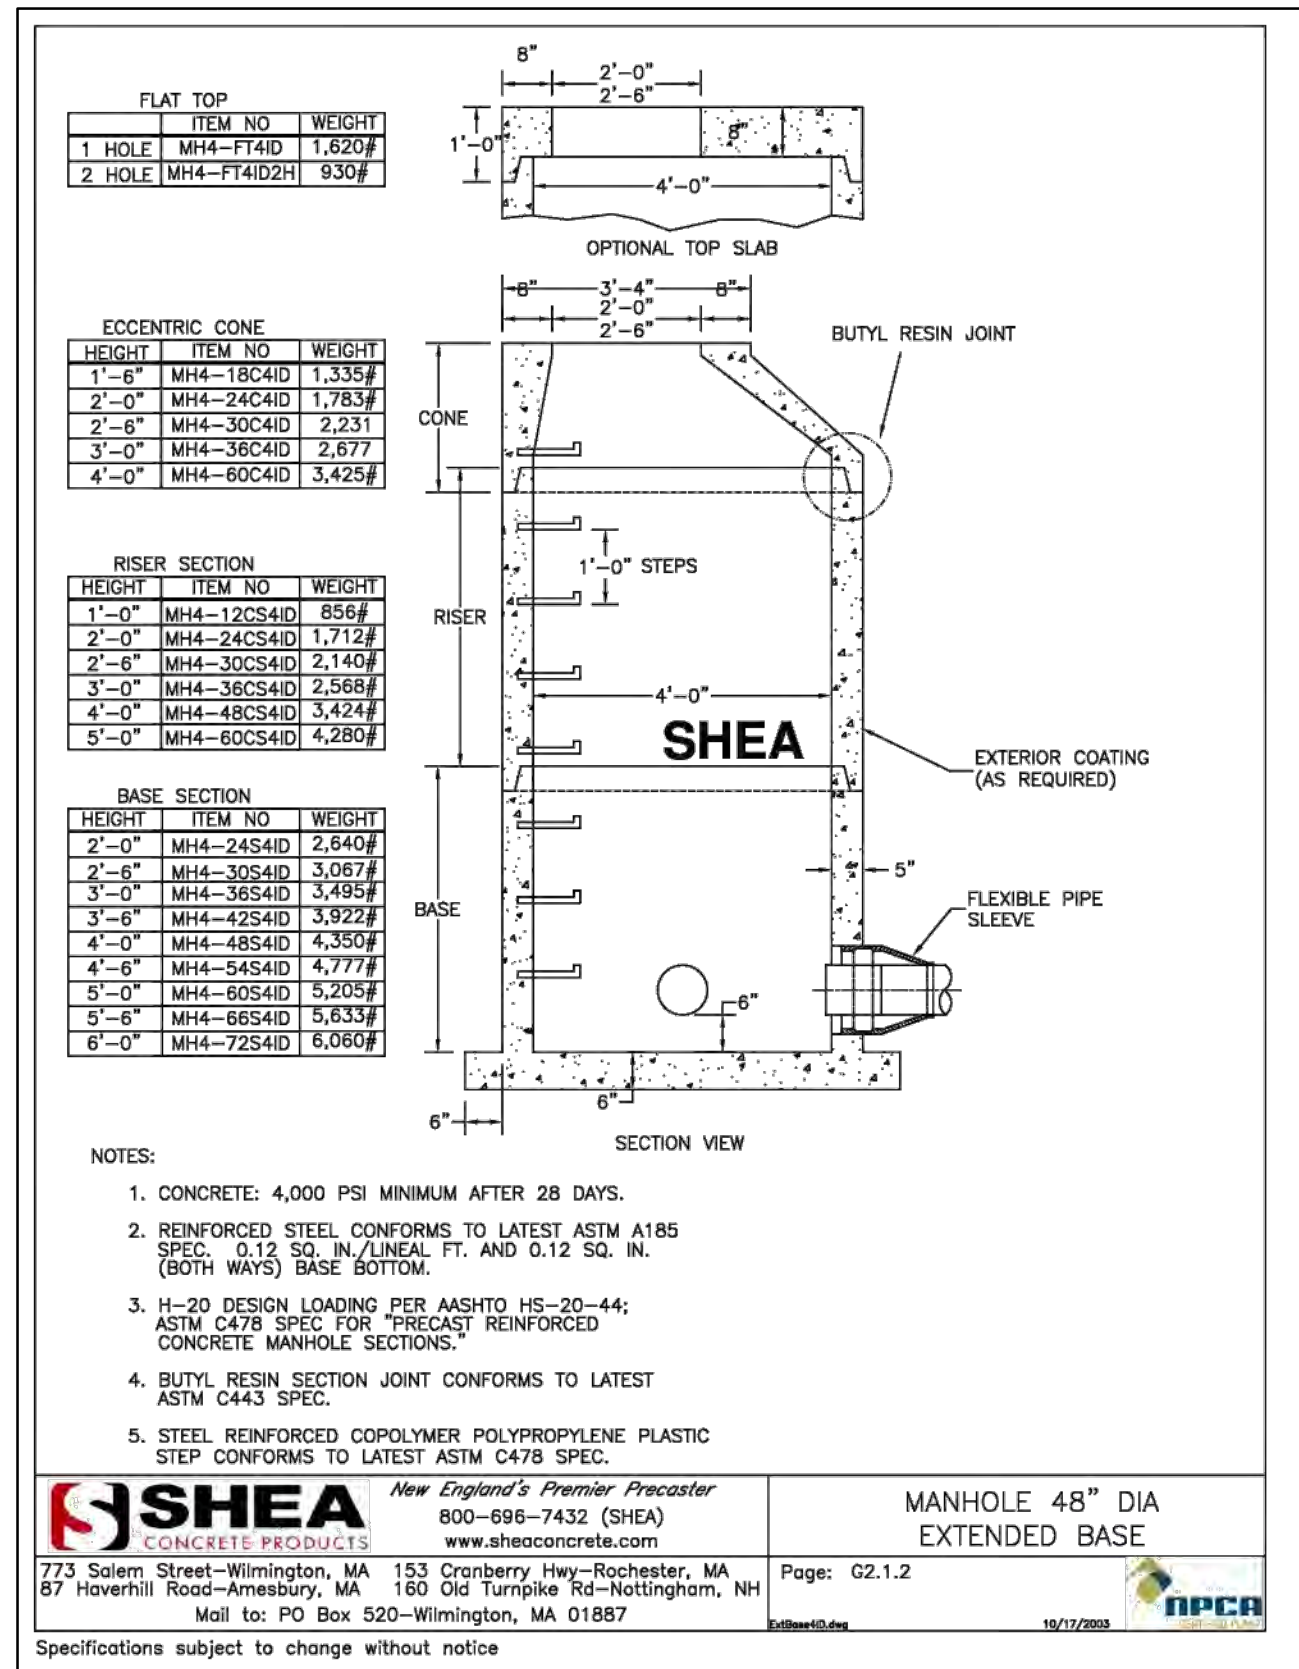 8"
2'-0"
2'-6"
FLAT TOP
ITEM NO WEIGHT
1 HOLE MH4-FT4ID 1,620#
2 HOLE MH4-FT4ID2H 930#
1'-0"
8"
4'-0"
OPTIONAL TOP SLAB
8" 3'-4" 8"
2'-0"
2'-6"
ECCENTRIC CONE
HEIGHT ITEM NO WEIGHT
1'-6" MH4-18C4ID 1,335#
2'-0" MH4-24C4ID 1,783#
2'-6" MH4-30C4ID 2,231
3'-0" MH4-36C4ID 2,677
4'-0" MH4-60C4ID 3,425#
BUTYL RESIN JOINT
CONE
RISER SECTION
HEIGHT ITEM NO WEIGHT
1'-0" MH4-12CS4ID 856#
2'-0" MH4-24CS4ID 1,712#
2'-6" MH4-30CS4ID 2,140#
3'-0" MH4-36CS4ID 2,568#
4'-0" MH4-48CS4ID 3,424#
5'-0" MH4-60CS4ID 4,280#
1'-0" STEPS
RISER
4'-0"
SHEA
EXTERIOR COATING
(AS REQUIRED)
BASE SECTION
HEIGHT ITEM NO WEIGHT
2'-0" MH4-24S4ID 2,640#
2'-6" MH4-30S4ID 3,067#
3'-0" MH4-36S4ID 3,495#
3'-6" MH4-42S4ID 3,922#
4'-0" MH4-48S4ID 4,350#
4'-6" MH4-54S4ID 4,777#
5'-0" MH4-60S4ID 5,205#
5'-6" MH4-66S4ID 5,633#
6'-0" MH4-72S4ID 6,060#
5"
BASE
FLEXIBLE PIPE
SLEEVE
6"
6"
6"
SECTION VIEW
NOTES:
1. CONCRETE: 4,000 PSI MINIMUM AFTER 28 DAYS.
2. REINFORCED STEEL CONFORMS TO LATEST ASTM A185
SPEC. 0.12 SQ. IN./LINEAL FT. AND 0.12 SQ. IN.
(BOTH WAYS) BASE BOTTOM.
3. H-20 DESIGN LOADING PER AASHTO HS-20-44;
ASTM C478 SPEC FOR "PRECAST REINFORCED
CONCRETE MANHOLE SECTIONS."
4. BUTYL RESIN SECTION JOINT CONFORMS TO LATEST
ASTM C443 SPEC.
5. STEEL REINFORCED COPOLYMER POLYPROPYLENE PLASTIC
STEP CONFORMS TO LATEST ASTM C478 SPEC.
SHEA
CONCRETE PRODUCTS
New England's Premier Precaster
800-696-7432 (SHEA)
www.sheaconcrete.com
MANHOLE 48" DIA
EXTENDED BASE
773 Salem Street-Wilmington, MA 153 Cranberry Hwy-Rochester, MA
87 Haverhill Road-Amesbury, MA 160 Old Turnpike Rd-Nottingham, NH
Mail to: PO Box 520-Wilmington, MA 01887
Page: G2.1.2
ExtBase4ID.dwg 10/17/2003
NPCA
CERTIFIED PLANT
Specifications subject to change without notice